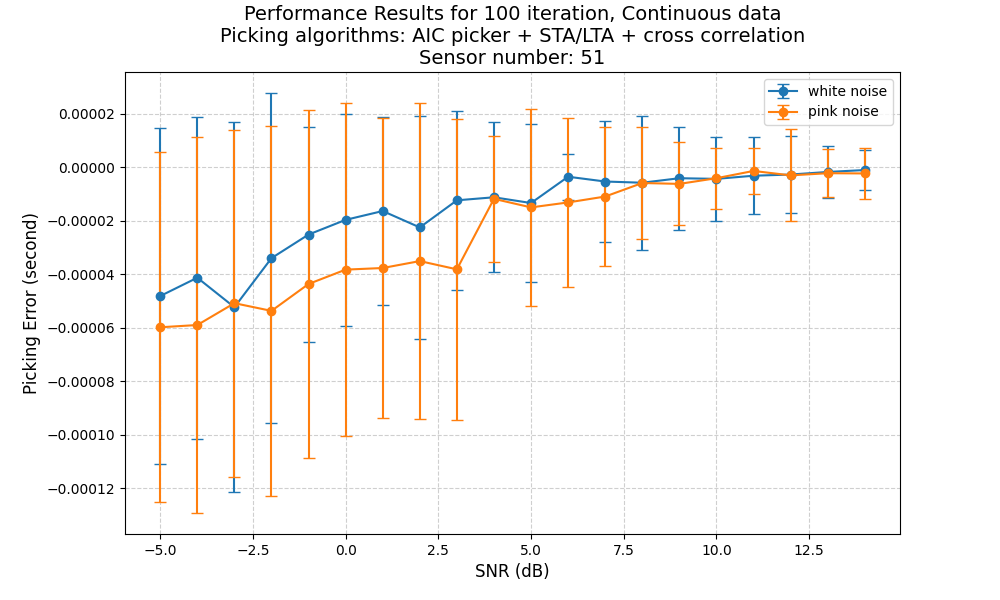 Performance Results for 100 iteration, Continuous data
Picking algorithms: AIC picker + STA/LTA + cross correlation
Sensor number: 51
white noise
pink noise
Picking Error (second)
0.00002
0.00000
−0.00002
−0.00004
−0.00006
−0.00008
−0.00010
−0.00012
−5.0 −2.5 0.0 2.5 5.0 7.5 10.0 12.5
SNR (dB)